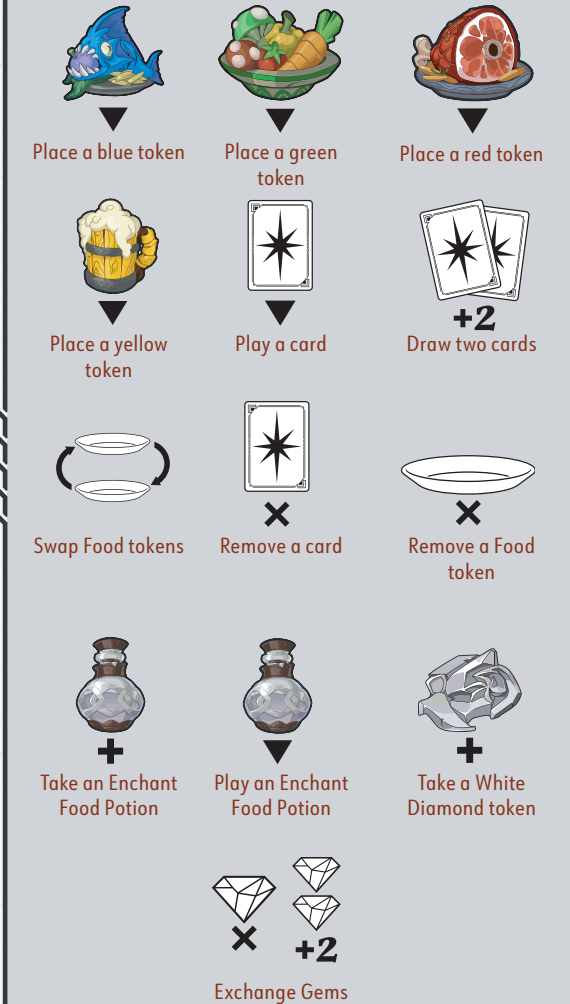 Place a blue token
Place a green
token
Place a red token
Place a yellow
token
Play a card
+2
Draw two cards
Swap Food tokens
Remove a card
Remove a Food
token
Take an Enchant
Food Potion
Play an Enchant
Food Potion
Take a White
Diamond token
+2
Exchange Gems